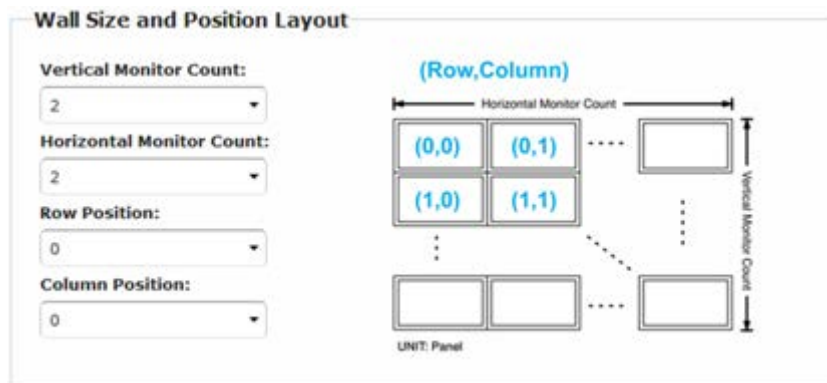 Wall Size and Position Layout
Vertical Monitor Count:
2
Horizontal Monitor Count:
2
Row Position:
0
Column Position:
0
(Row,Column)
Horizontal Monitor Count
(0,0) (0,1)
(1,0) (1,1)
Vertical Monitor Count
UNIT: Panel